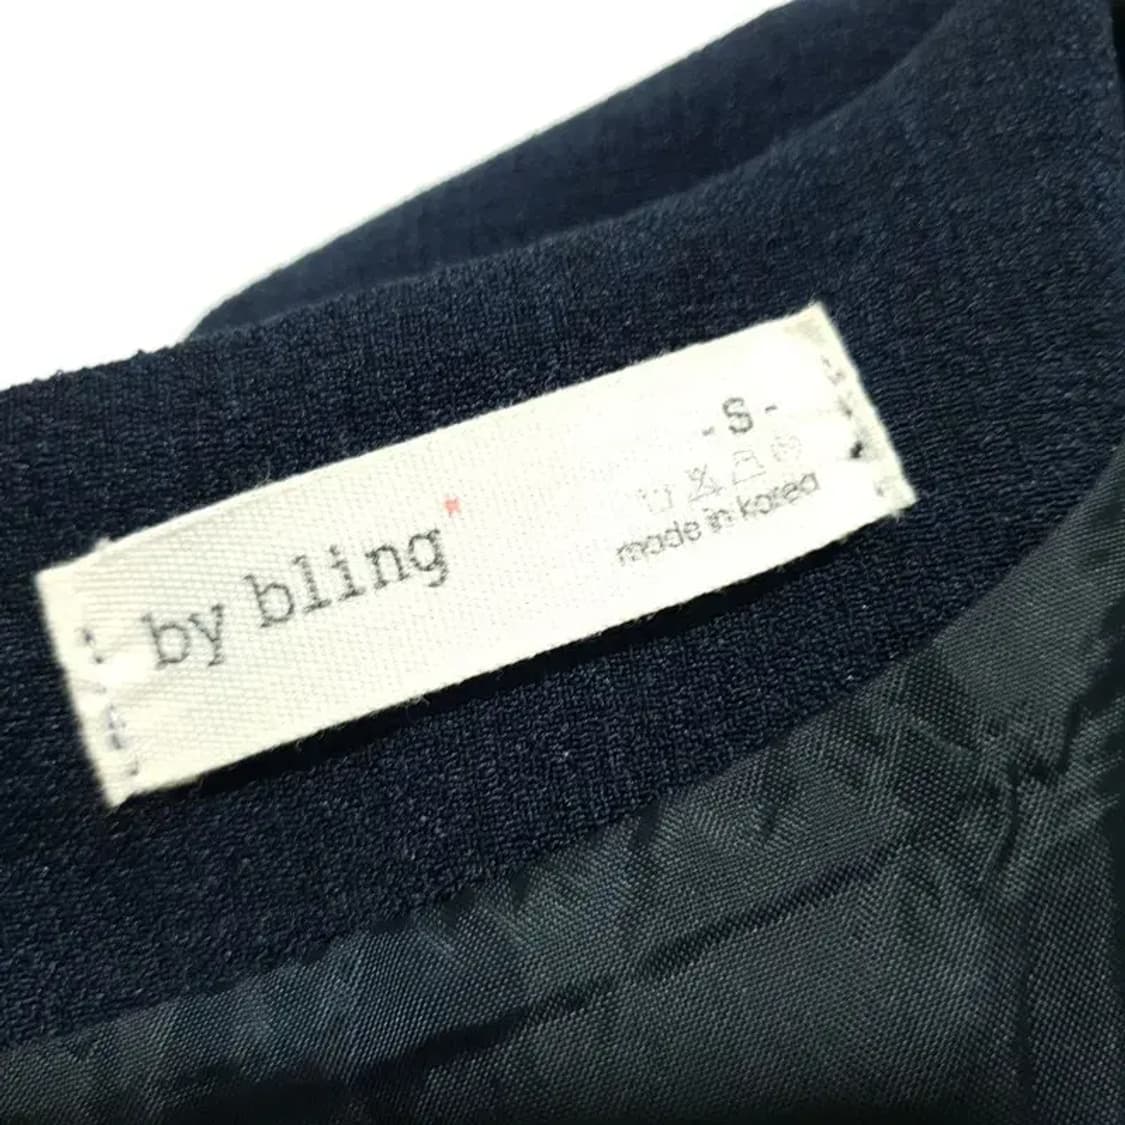 by bling*
- S -
made in korea